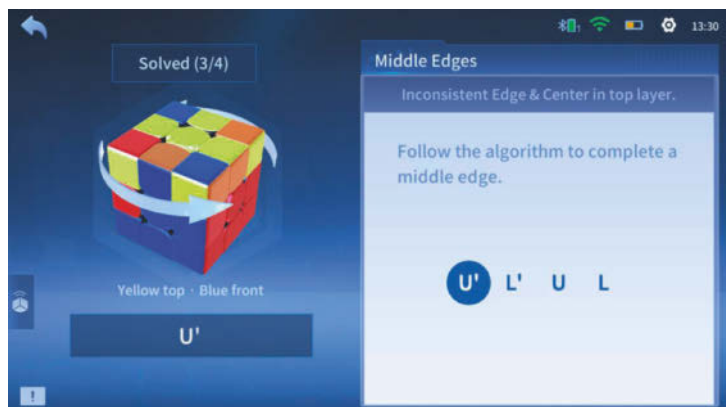 13:30
Solved (3/4)
Yellow top · Blue front
U'
Middle Edges
Inconsistent Edge & Center in top layer.
Follow the algorithm to complete a
middle edge.
U' L' U L
!